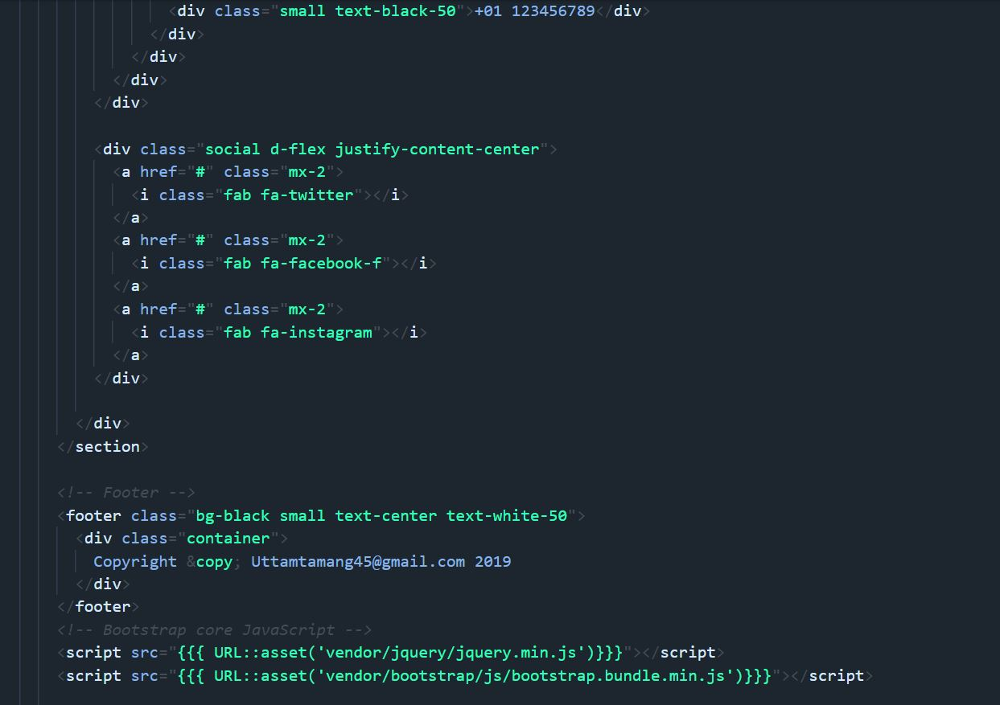 <div class="small text-black-50">+01 123456789</div>
</div>
</div>
</div>
</div>
<div class="social d-flex justify-content-center">
<a href="#" class="mx-2">
<i class="fab fa-twitter"></i>
</a>
<a href="#" class="mx-2">
<i class="fab fa-facebook-f"></i>
</a>
<a href="#" class="mx-2">
<i class="fab fa-instagram"></i>
</a>
</div>
</div>
</section>
<!-- Footer -->
<footer class="bg-black small text-center text-white-50">
<div class="container">
Copyright &copy; Uttamtamang45@gmail.com 2019
</div>
</footer>
<!-- Bootstrap core JavaScript -->
<script src="{{{ URL::asset('vendor/jquery/jquery.min.js')}}}"></script>
<script src="{{{ URL::asset('vendor/bootstrap/js/bootstrap.bundle.min.js')}}}"></script>